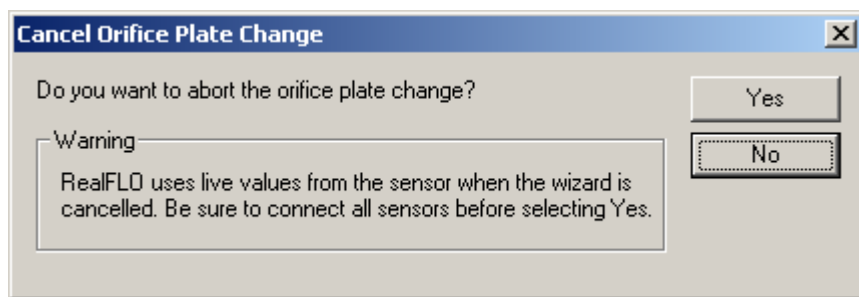 Cancel Orifice Plate Change
Do you want to abort the orifice plate change?
Yes
Warning
No
RealFLO uses live values from the sensor when the wizard is
cancelled. Be sure to connect all sensors before selecting Yes.